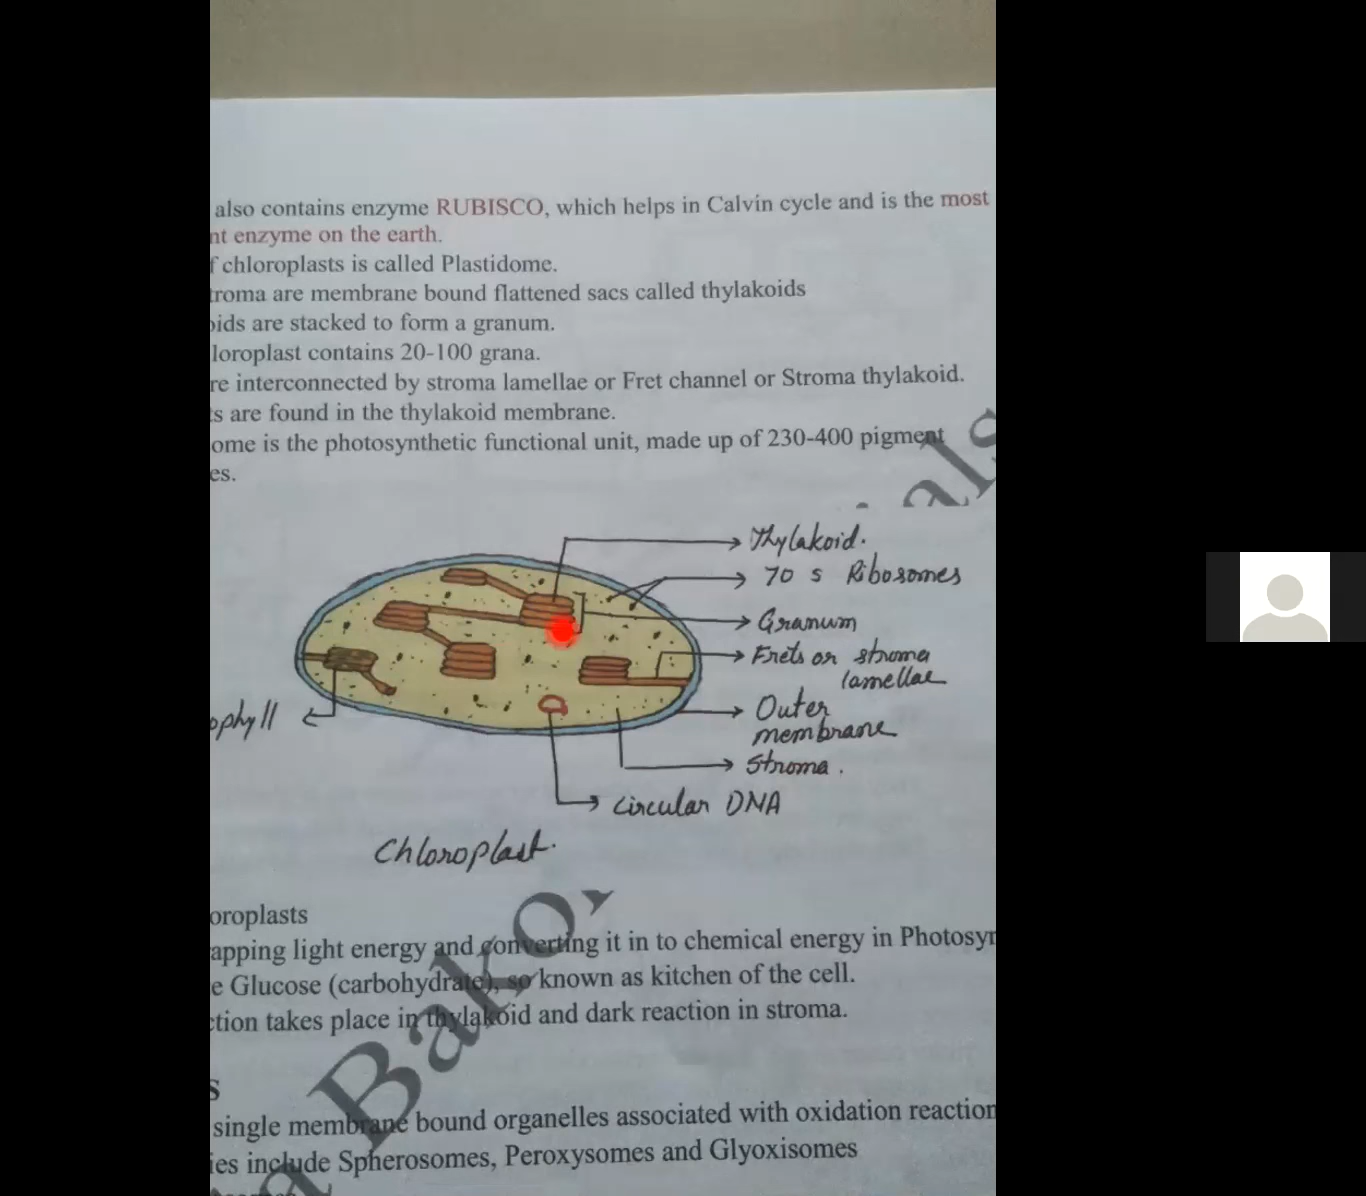 also contains enzyme RUBISCO, which helps in Calvin cycle and is the most
nt enzyme on the earth.
f chloroplasts is called Plastidome.
troma are membrane bound flattened sacs called thylakoids
oids are stacked to form a granum.
loroplast contains 20-100 grana.
re interconnected by stroma lamellae or Fret channel or Stroma thylakoid.
ts are found in the thylakoid membrane.
ome is the photosynthetic functional unit, made up of 230-400 pigment
es.
als
Thylakoid.
70 s Ribosomes
Granum
Frets or stroma
lamellae
ophyll
Outer
membrane
Stroma.
Circular DNA
Chloroplast.
oroplasts
apping light energy and converting it in to chemical energy in Photosyn
e Glucose (carbohydrate), so known as kitchen of the cell.
ction takes place in thylakoid and dark reaction in stroma.
s
single membrane bound organelles associated with oxidation reaction
ies include Spherosomes, Peroxysomes and Glyoxisomes